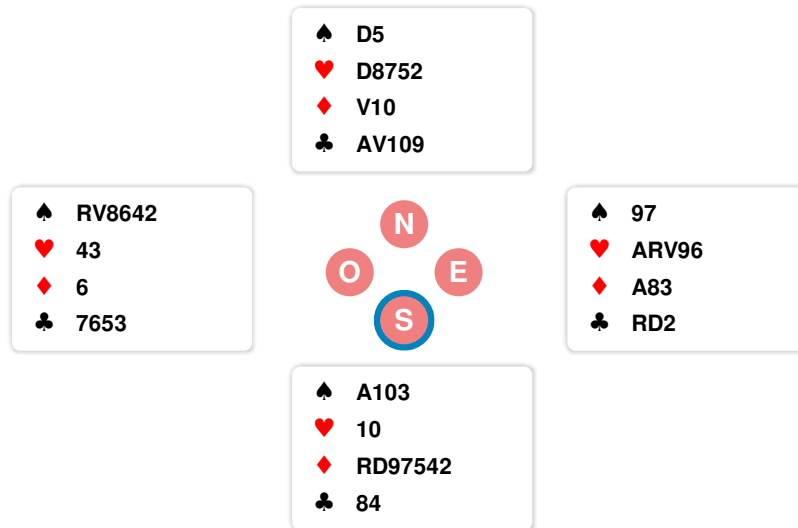 ♠ D5
♥ D8752
♦ V10
♣ AV109
♠ RV8642
♥ 43
♦ 6
♣ 7653
N
O E
S
♠ 97
♥ ARV96
♦ A83
♣ RD2
♠ A103
♥ 10
♦ RD97542
♣ 84